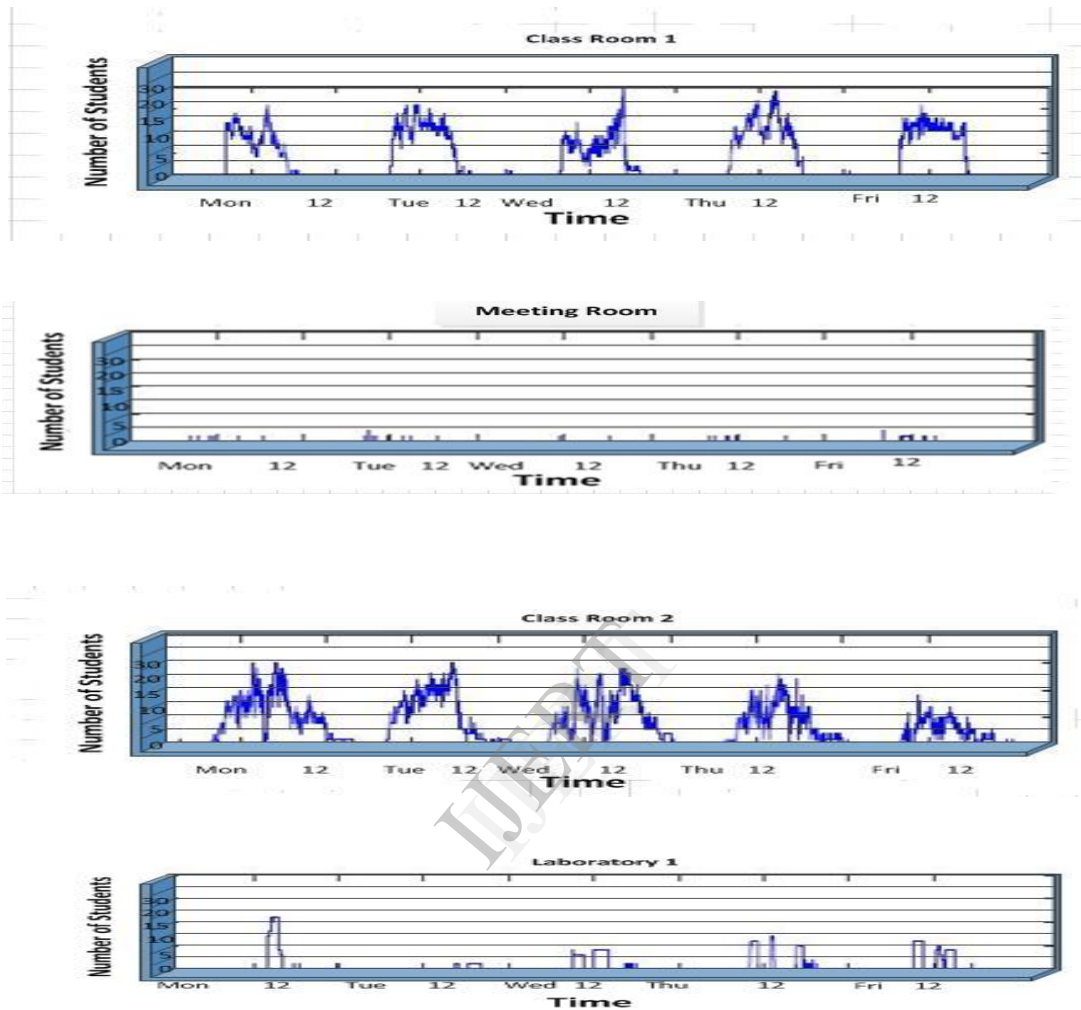 Class Room 1
Number of Students
30
20
15
10
5
0
Mon 12 Tue 12 Wed 12 Thu 12 Fri 12
Time
Meeting Room
Number of Students
30
20
15
10
5
0
Mon 12 Tue 12 Wed 12 Thu 12 Fri 12
Time
Class Room 2
Number of Students
30
20
15
10
5
0
Mon 12 Tue 12 Wed 12 Thu 12 Fri 12
Time
IJERT
Laboratory 1
Number of Students
30
20
15
10
5
0
Mon 12 Tue 12 Wed 12 Thu 12 Fri 12
Time